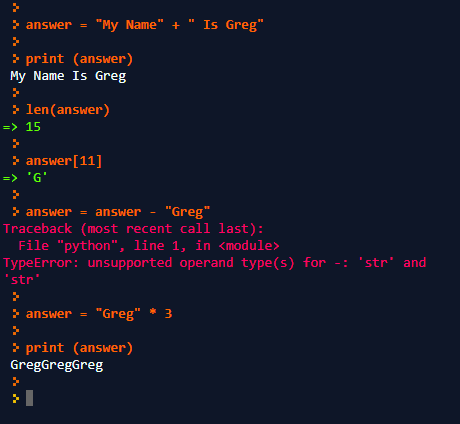 answer = "My Name" + " Is Greg"
print (answer)
My Name Is Greg
len(answer)
=> 15
answer[11]
=> 'G'
answer = answer - "Greg"
Traceback (most recent call last):
File "python", line 1, in <module>
TypeError: unsupported operand type(s) for -: 'str' and
'str'
answer = "Greg" * 3
print (answer)
GregGregGreg